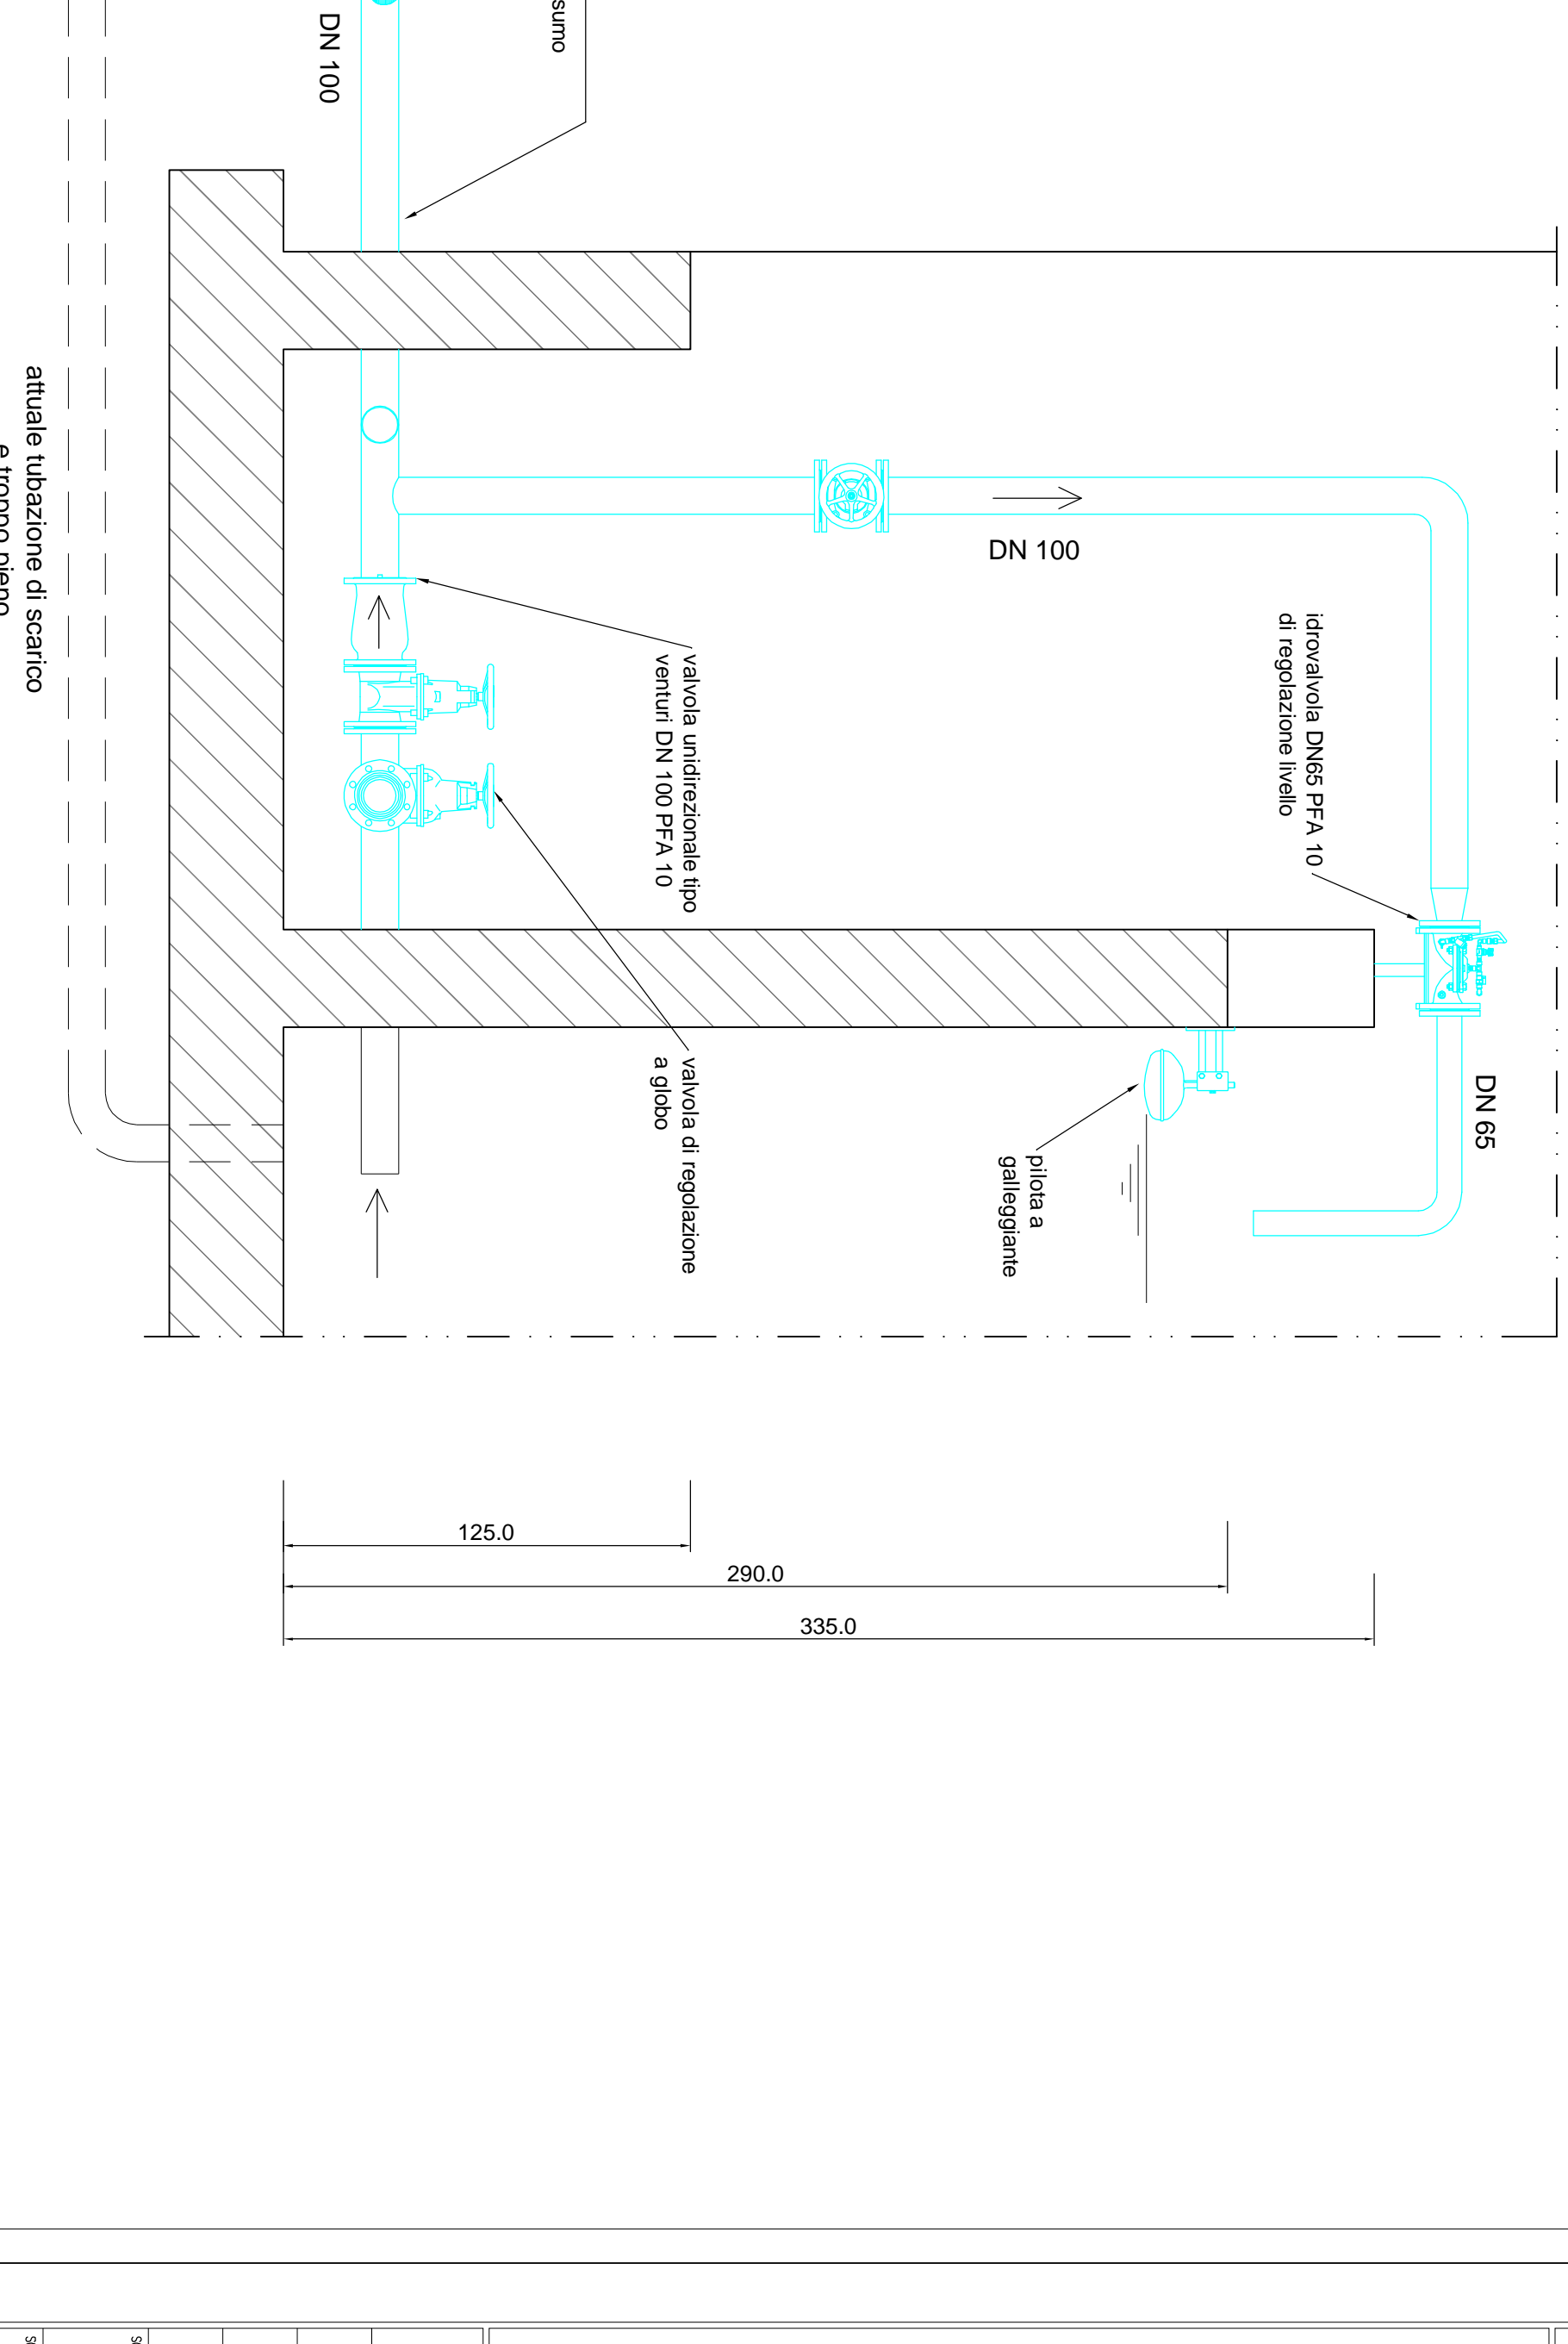 sumo
DN 100
DN 100
idrovalvola DN65 PFA 10
di regolazione livello
valvola unidirezionale tipo
venturi DN 100 PFA 10
DN 65
valvola di regolazione
a globo
pilota a
galleggiante
attuale tubazione di scarico
e troppo pieno
125.0
290.0
335.0